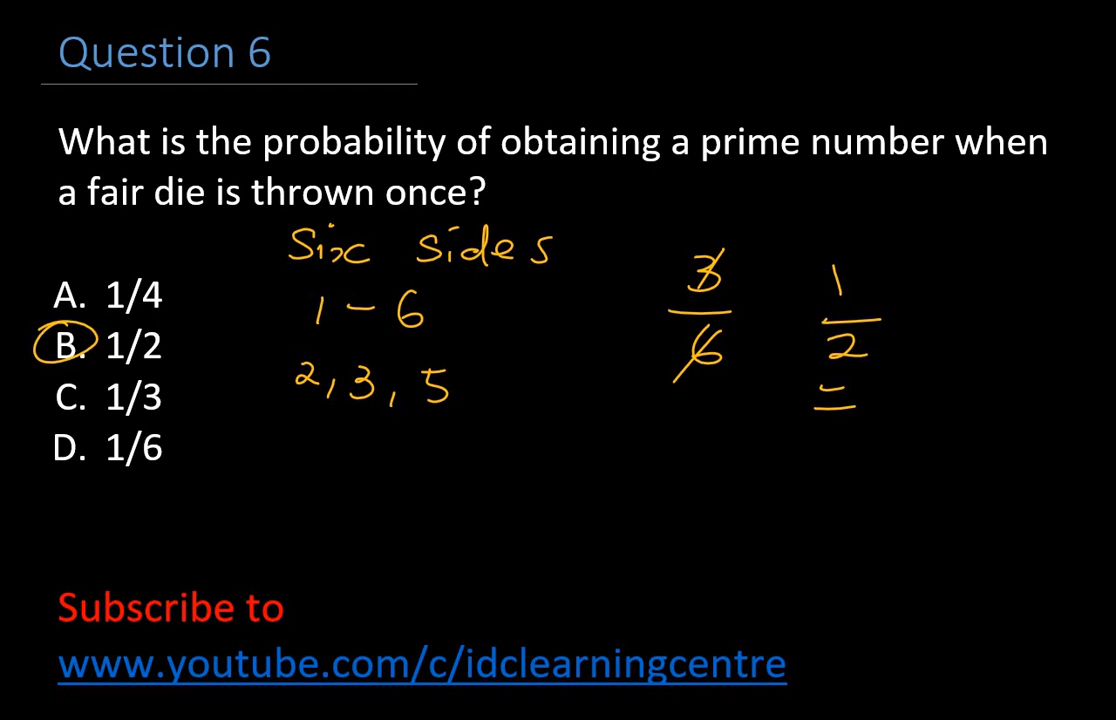 Question 6
What is the probability of obtaining a prime number when
a fair die is thrown once?
Six sides
A. 1/4
1 - 6
B. 1/2
2, 3, 5
C. 1/3
D. 1/6
3/6
1/2
Subscribe to
www.youtube.com/c/idclearningcentre